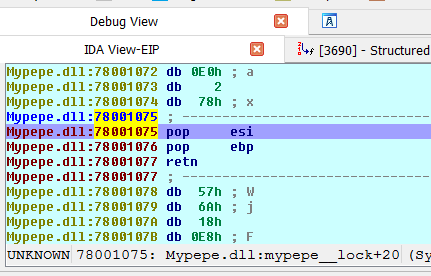 Debug View
IDA View-EIP
[3690] - Structured
Mypepe.dll:78001072 db 0E0h ; a
Mypepe.dll:78001073 db 2
Mypepe.dll:78001074 db 78h ; x
Mypepe.dll:78001075 ; ---------------------------
Mypepe.dll:78001075 pop esi
Mypepe.dll:78001076 pop ebp
Mypepe.dll:78001077 retn
Mypepe.dll:78001077 ; ---------------------------
Mypepe.dll:78001078 db 57h ; W
Mypepe.dll:78001079 db 6Ah ; j
Mypepe.dll:7800107A db 18h
Mypepe.dll:7800107B db 0E8h ; F
UNKNOWN 78001075: Mypepe.dll:mypepe__lock+20 (Sy